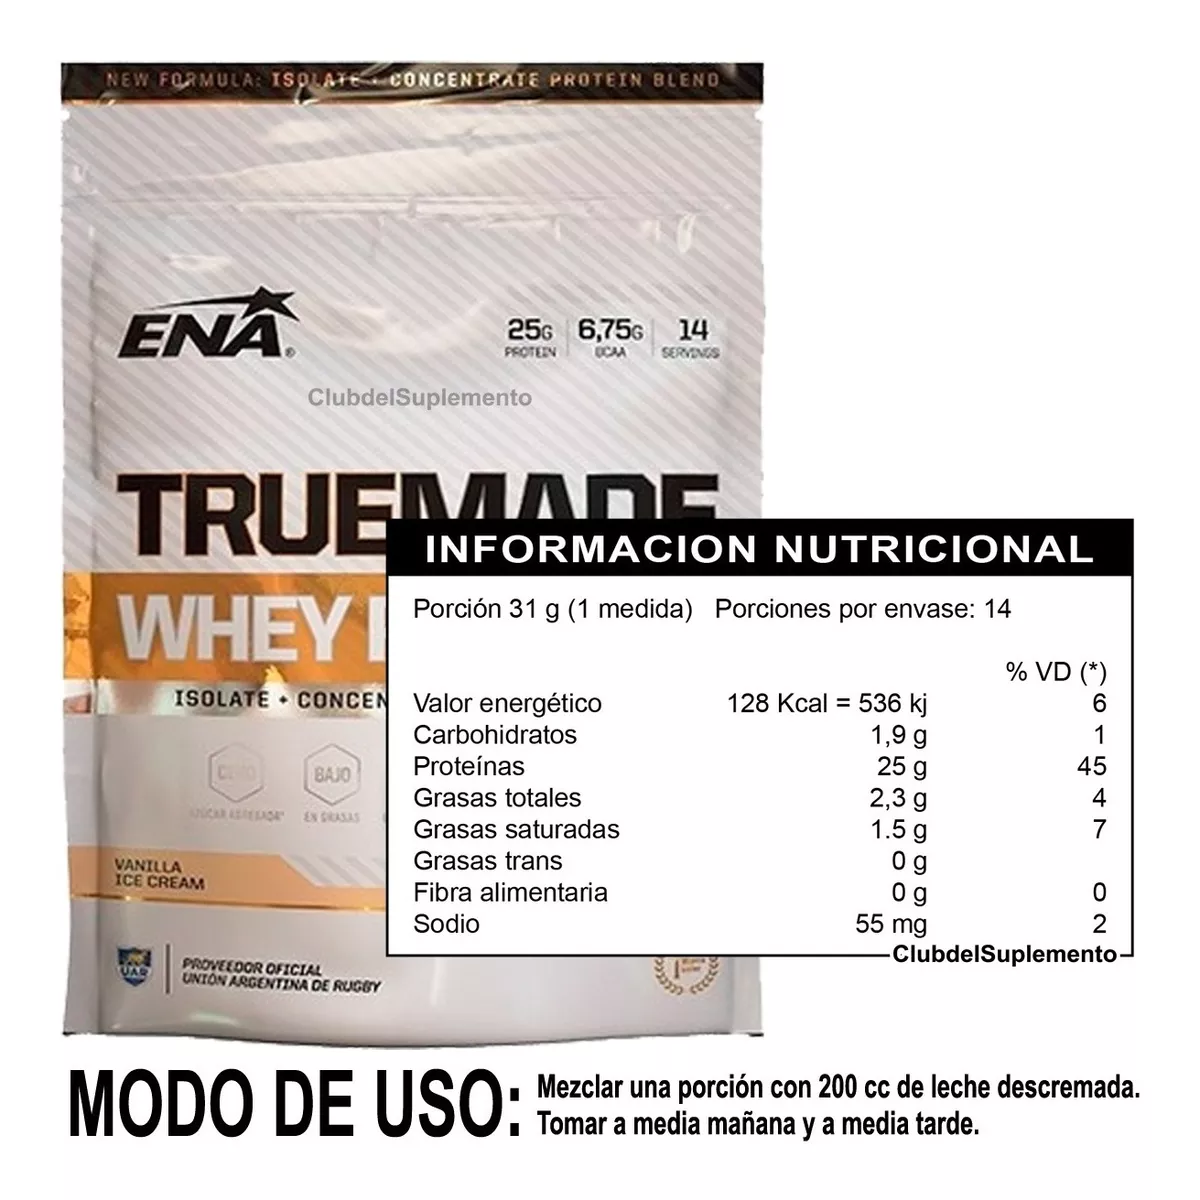 NEW FORMULA: ISOLATE + CONCENTRATE PROTEIN BLEND
ENA®
25G PROTEIN
6,75G BCAA
14 SERVINGS
ClubdelSuplemento
TRUEMADE
WHEY
ISOLATE + CONCEN
CERO
AZÚCAR AGREGADA*
BAJO
EN GRASAS
VANILLA
ICE CREAM
UAR
PROVEEDOR OFICIAL
UNIÓN ARGENTINA DE RUGBY
INFORMACION NUTRICIONAL
Porción 31 g (1 medida) Porciones por envase: 14
% VD (*)
Valor energético 128 Kcal = 536 kj 6
Carbohidratos 1,9 g 1
Proteínas 25 g 45
Grasas totales 2,3 g 4
Grasas saturadas 1.5 g 7
Grasas trans 0 g
Fibra alimentaria 0 g 0
Sodio 55 mg 2
ClubdelSuplemento
MODO DE USO: Mezclar una porción con 200 cc de leche descremada.
Tomar a media mañana y a media tarde.